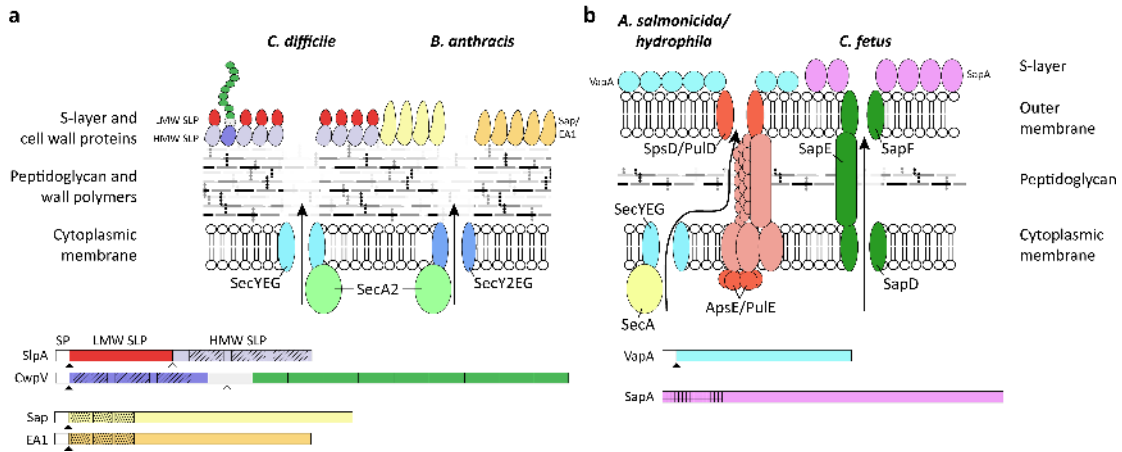 a
C. difficile
B. anthracis
S-layer and
cell wall proteins
LMW SLP
HMW SLP
Sap/
EA1
Peptidoglycan and
wall polymers
Cytoplasmic
membrane
SecYEG
SecA2
SecY2EG
SP
LMW SLP
HMW SLP
SlpA
CwpV
Sap
EA1
b
A. salmonicida/
hydrophila
C. fetus
VapA
SapA
S-layer
Outer
membrane
SpsD/PulD
SapE
SapF
Peptidoglycan
SecYEG
Cytoplasmic
membrane
SapD
ApsE/PulE
SecA
VapA
SapA